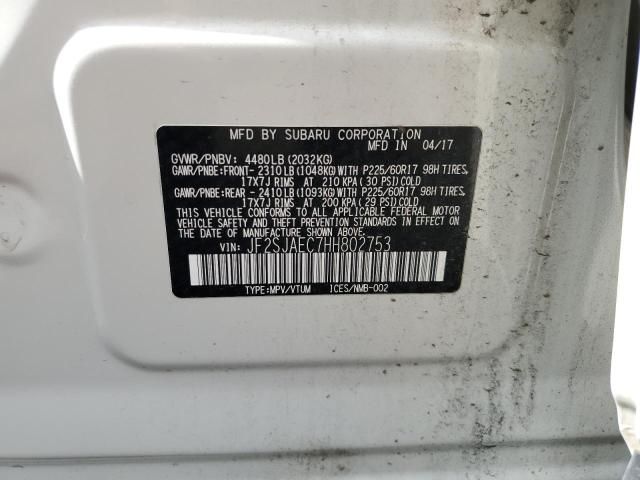 MFD BY SUBARU CORPORATION
MFD IN 04/17
GVWR/PNBV: 4480LB(2032KG)
GAWR/PNBE:FRONT- 2310LB(1048KG)WITH P225/60R17 98H TIRES,
17X7J RIMS AT 210 KPA(30 PSI)COLD
GAWR/PNBE:REAR - 2410LB(1093KG)WITH P225/60R17 98H TIRES,
17X7J RIMS AT 200 KPA(29 PSI)COLD
THIS VEHICLE CONFORMS TO ALL APPLICABLE FEDERAL MOTOR
VEHICLE SAFETY, BUMPER, AND THEFT PREVENTION STANDARDS
IN EFFECT ON THE DATE OF MANUFACTURE SHOWN ABOVE.
VIN: JF2SJAEC7HH802753
TYPE:MPV/VTUM ICES/NMB-002